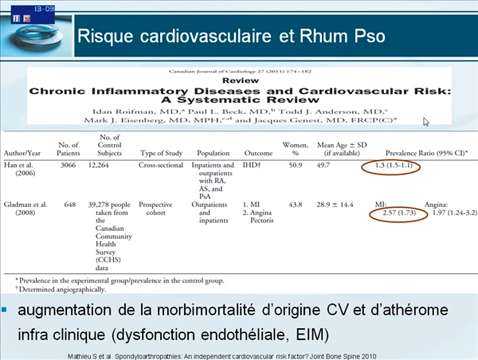 13:09
Risque cardiovasculaire et Rhum Pso
Canadian Journal of Cardiology 27 (2011) 174–182
Review
Chronic Inflammatory Diseases and Cardiovascular Risk:
A Systematic Review
Idan Roifman, MD,a Paul L. Beck, MD,b Todd J. Anderson, MD,c
Mark J. Eisenberg, MD, MPH,c,d and Jacques Genest, MD, FRCP(C)e
Author/Year No. of Patients No. of Control Subjects Type of Study Population Outcome Women, % Mean Age ± SD (if available) Prevalence Ratio (95% CI)*
Han et al. (2006) 3066 12,264 Cross-sectional Inpatients and outpatients with RA, AS, and PsA IHD† 50.9 49.7 1.3 (1.5-1.1)
Gladman et al. (2008) 648 39,278 people taken from the Canadian Community Health Survey (CCHS) data Prospective cohort Outpatients and inpatients 1. MI 2. Angina Pectoris 43.8 28.9 ± 14.4 MI: 2.57 (1.73) Angina: 1.97 (1.24-3.2)
* Prevalence in the experimental group/prevalence in the control group.
† Determined angiographically.
augmentation de la morbimortalité d'origine CV et d'athérome
infra clinique (dysfonction endothéliale, EIM)
Mathieu S et al. Spondyloarthropathies: An independent cardiovascular risk factor? Joint Bone Spine 2010